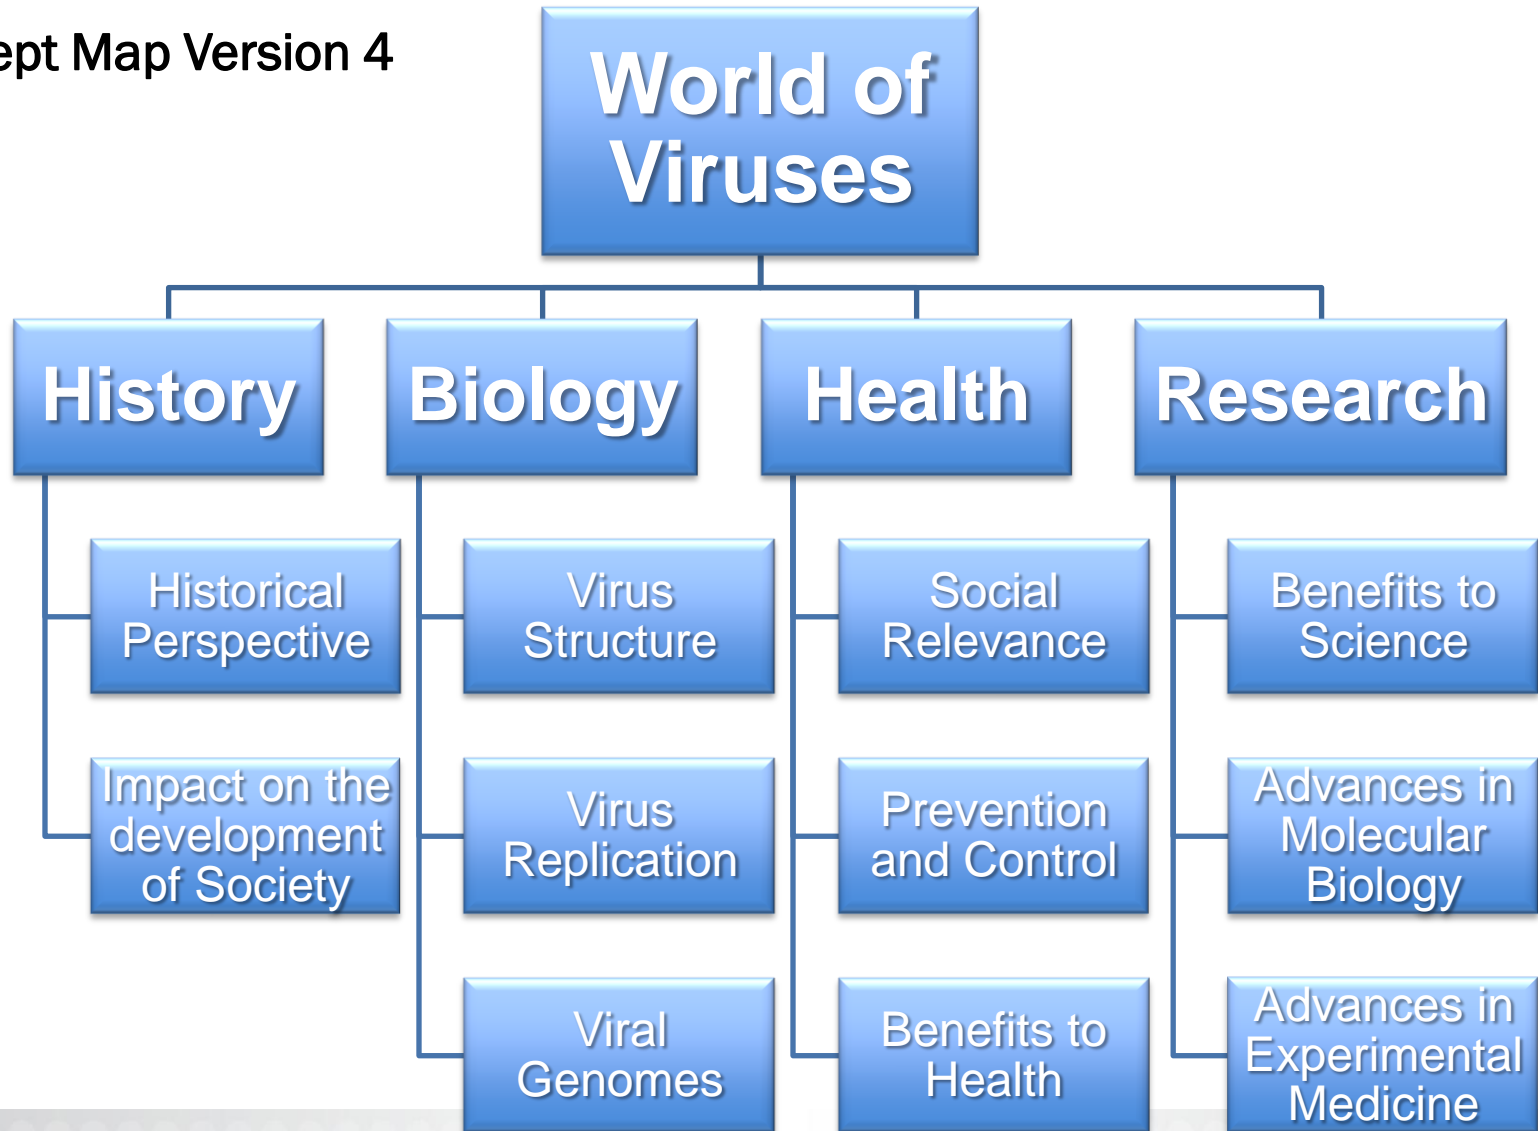 ept Map Version 4
World of
Viruses
History
Biology
Health
Research
Historical
Perspective
Impact on the
development
of Society
Virus
Structure
Virus
Replication
Viral
Genomes
Social
Relevance
Prevention
and Control
Benefits to
Health
Benefits to
Science
Advances in
Molecular
Biology
Advances in
Experimental
Medicine